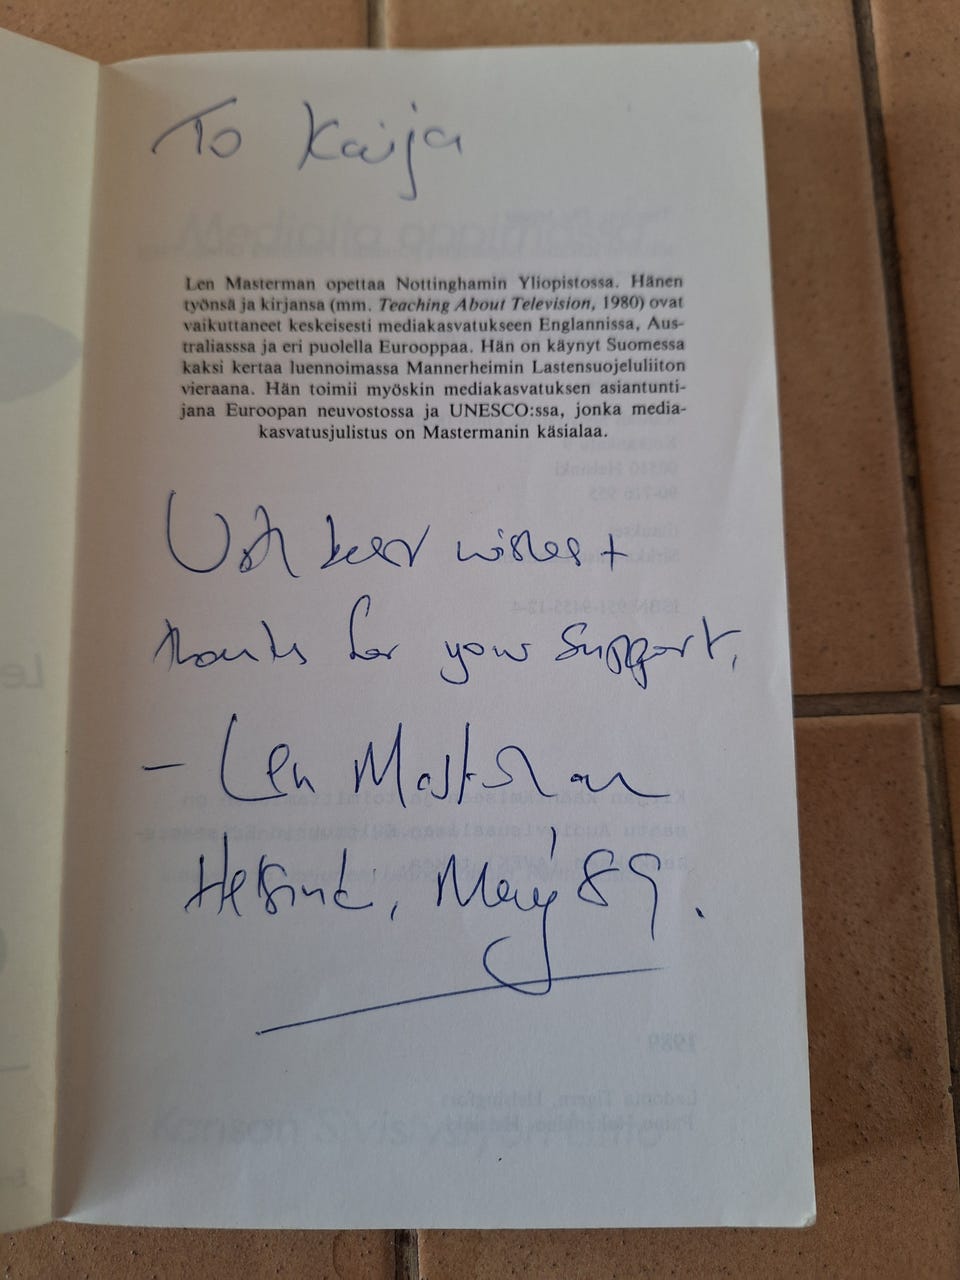 To Kaija
Len Masterman opettaa Nottinghamin Yliopistossa. Hänen
työnsä ja kirjansa (mm. Teaching About Television, 1980) ovat
vaikuttaneet keskeisesti mediakasvatukseen Englannissa, Aus-
traliasssa ja eri puolella Eurooppaa. Hän on käynyt Suomessa
kaksi kertaa luennoimassa Mannerheimin Lastensuojeluliiton
vieraana. Hän toimii myöskin mediakasvatuksen asiantunti-
jana Euroopan neuvostossa ja UNESCO:ssa, jonka media-
kasvatusjulistus on Mastermanin käsialaa.
With best wishes +
thanks for your support,
– Len Masterman
Helsinki, May '89.
1989